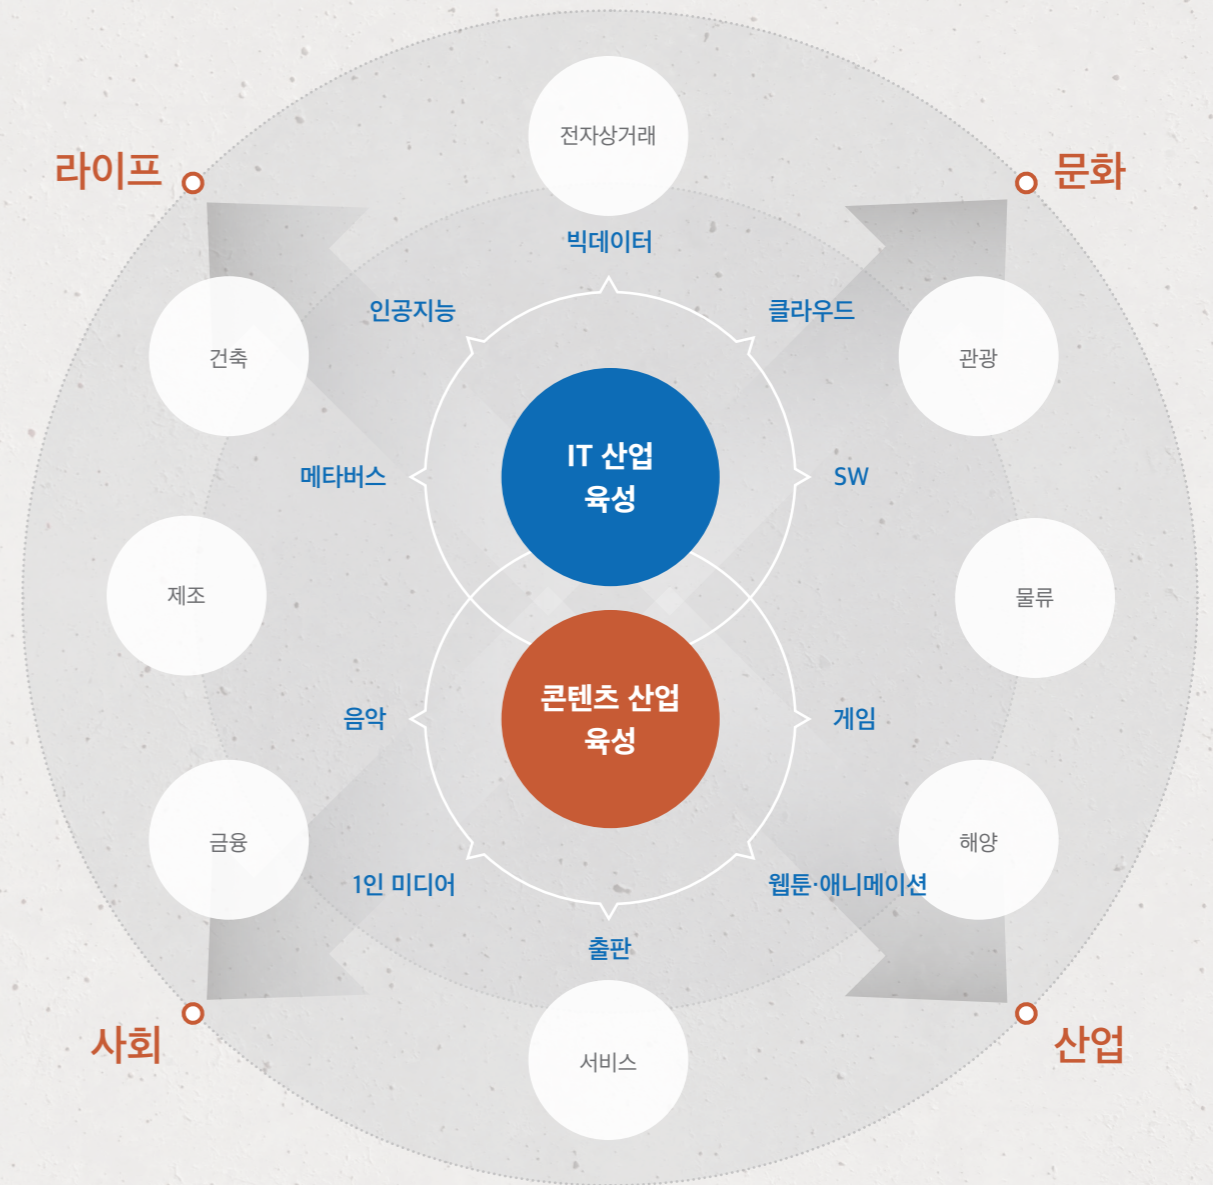 전자상거래
라이프
문화
빅데이터
인공지능
클라우드
건축
관광
IT 산업
육성
메타버스
SW
제조
물류
콘텐츠 산업
육성
음악
게임
금융
해양
1인 미디어
웹툰·애니메이션
출판
사회
산업
서비스